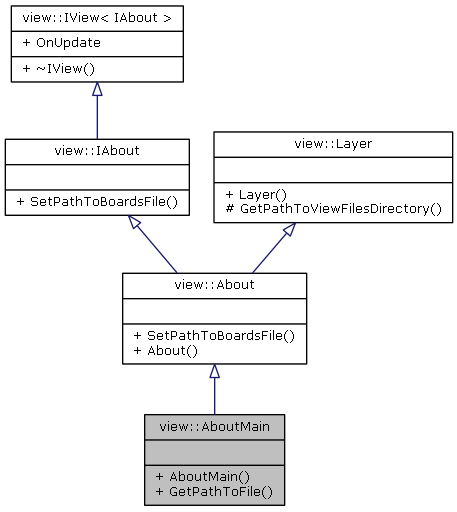 view::IView< IAbout >
+ OnUpdate
+ ~IView()
view::IAbout
+ SetPathToBoardsFile()
view::Layer
+ Layer()
# GetPathToViewFilesDirectory()
view::About
+ SetPathToBoardsFile()
+ About()
view::AboutMain
+ AboutMain()
+ GetPathToFile()